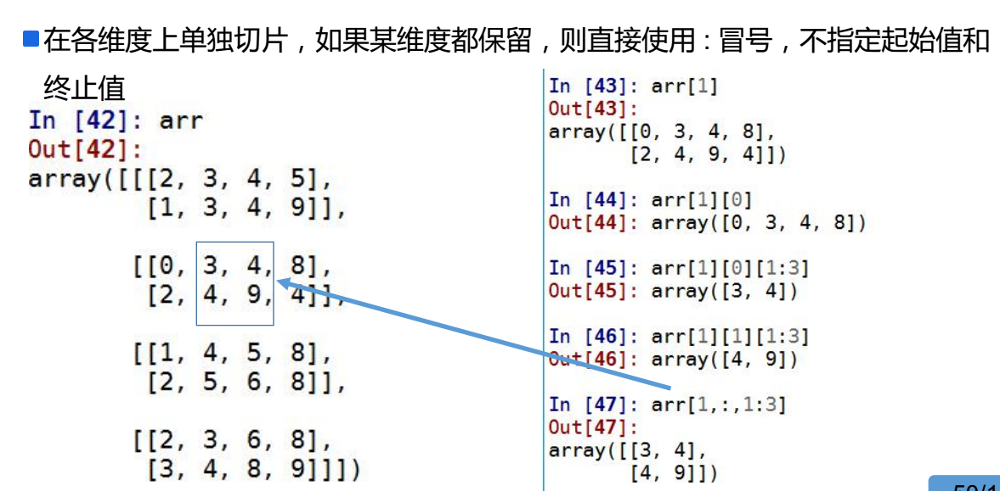 在各维度上单独切片，如果某维度都保留，则直接使用：冒号，不指定起始值和
终止值
In [42]: arr
Out[42]:
array([[[2, 3, 4, 5],
[1, 3, 4, 9]],
[[0, 3, 4, 8],
[2, 4, 9, 4]],
[[1, 4, 5, 8],
[2, 5, 6, 8]],
[[2, 3, 6, 8],
[3, 4, 8, 9]]])
In [43]: arr[1]
Out[43]:
array([[0, 3, 4, 8],
[2, 4, 9, 4]])
In [44]: arr[1][0]
Out[44]: array([0, 3, 4, 8])
In [45]: arr[1][0][1:3]
Out[45]: array([3, 4])
In [46]: arr[1][1][1:3]
Out[46]: array([4, 9])
In [47]: arr[1,:,1:3]
Out[47]:
array([[3, 4],
[4, 9]])